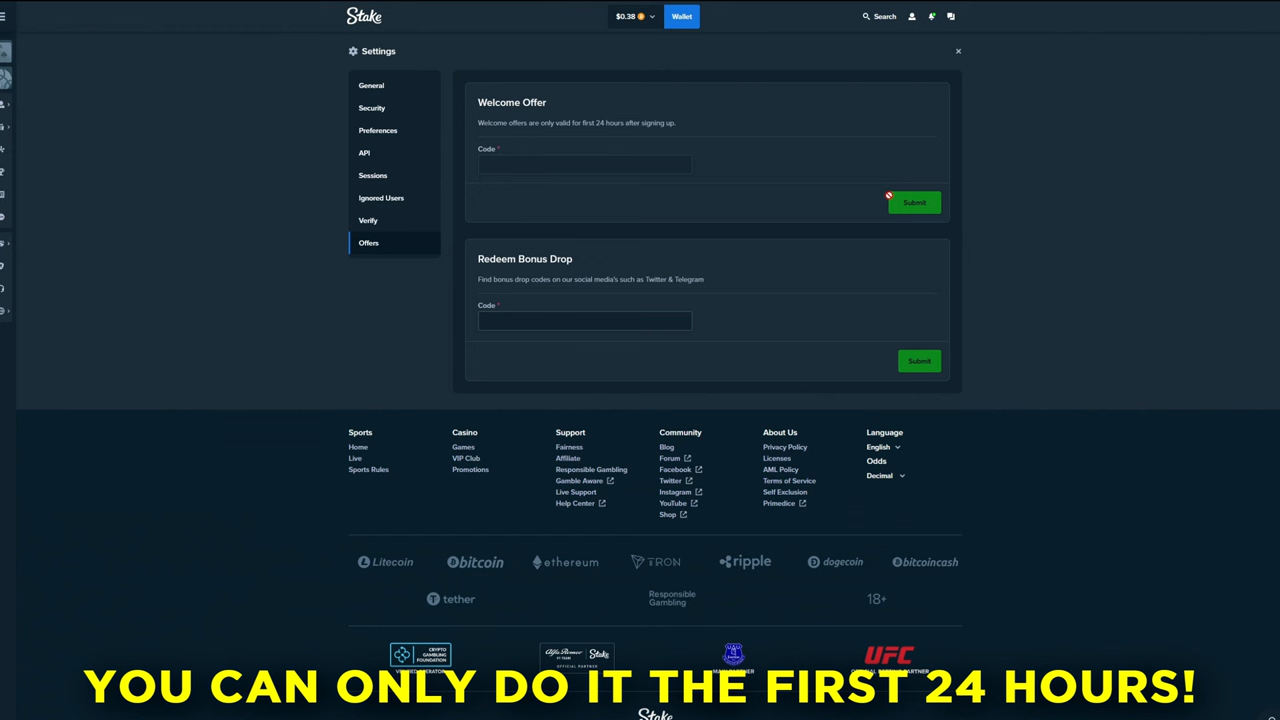 Stake
$0.38
Wallet
Search
Settings
General
Security
Preferences
API
Sessions
Ignored Users
Verify
Offers
Welcome Offer
Welcome offers are only valid for first 24 hours after signing up.
Code *
Submit
Redeem Bonus Drop
Find bonus drop codes on our social media's such as Twitter & Telegram
Code *
Submit
Sports
Home
Live
Sports Rules
Casino
Games
VIP Club
Promotions
Support
Fairness
Affiliate
Responsible Gambling
Gamble Aware
Live Support
Help Center
Community
Blog
Forum
Facebook
Twitter
Instagram
YouTube
Shop
About Us
Privacy Policy
Licenses
AML Policy
Terms of Service
Self Exclusion
Primedice
Language
English
Odds
Decimal
Litecoin
bitcoin
ethereum
TRON
ripple
dogecoin
bitcoincash
tether
Responsible
Gambling
18+
CRYPTO
GAMBLING
FOUNDATION
Alfa Romeo
Stake
OFFICIAL PARTNER
UFC
YOU CAN ONLY DO IT THE FIRST 24 HOURS!
Stake